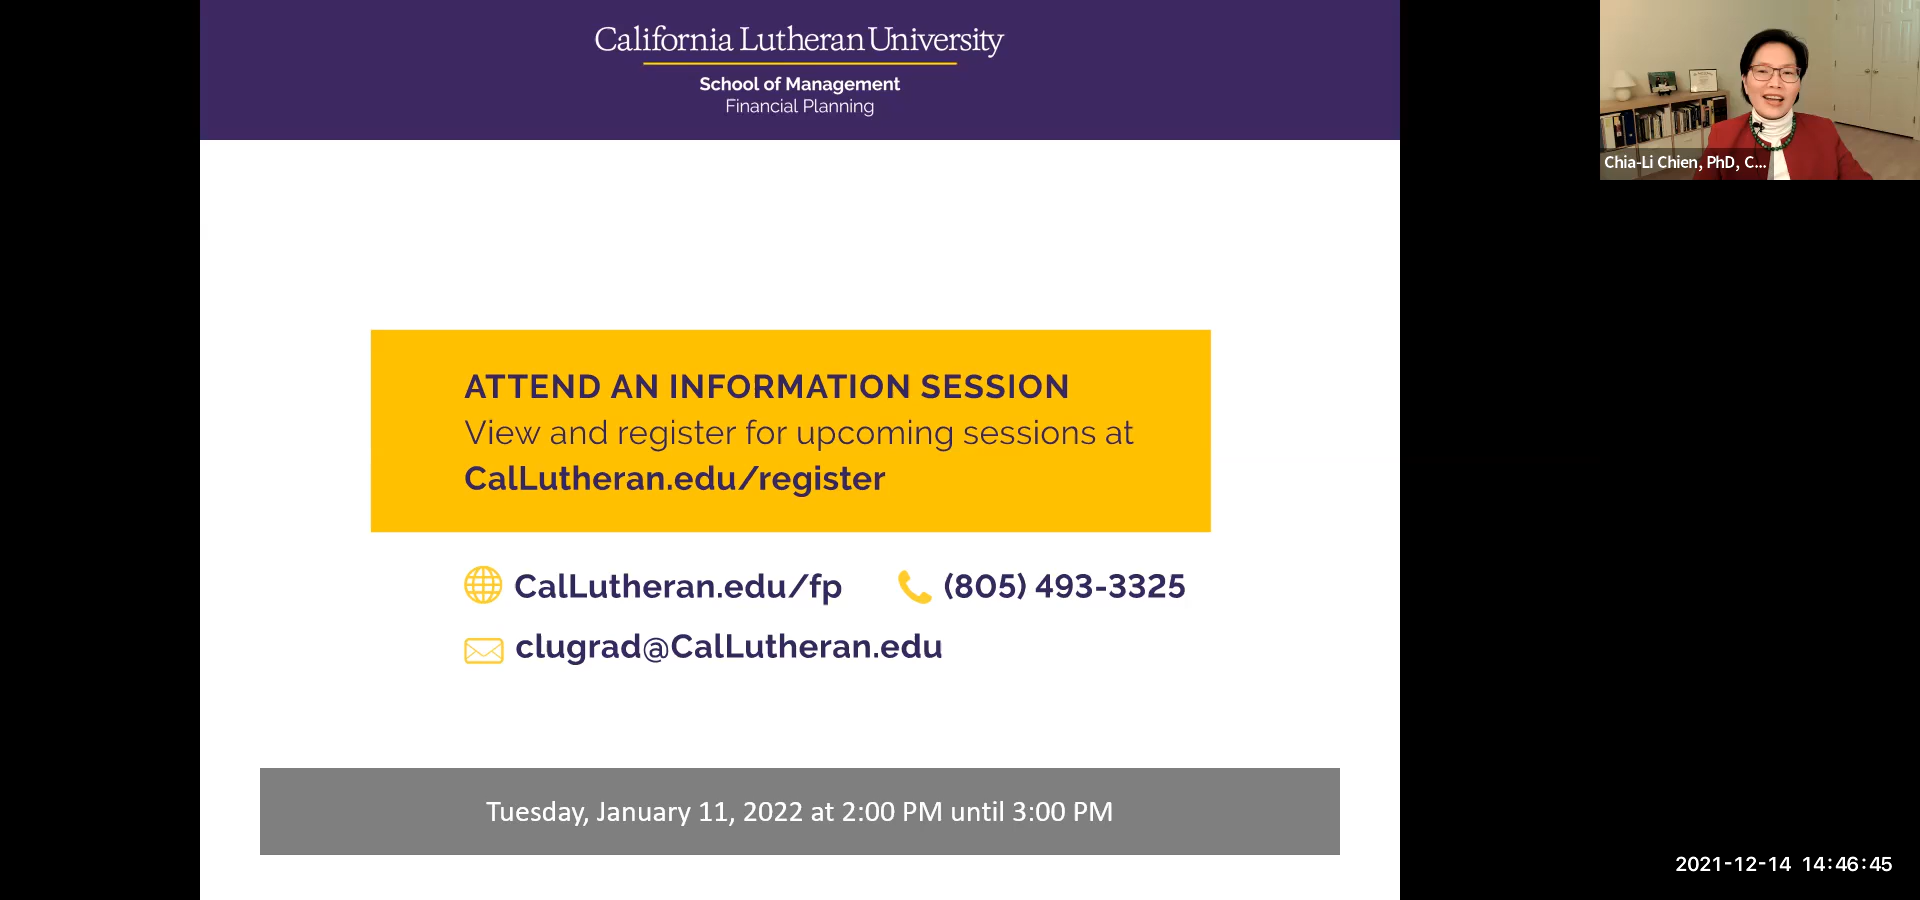 California Lutheran University
School of Management
Financial Planning
Chia-Li Chien, PhD, C...
ATTEND AN INFORMATION SESSION
View and register for upcoming sessions at
CalLutheran.edu/register
CalLutheran.edu/fp
(805) 493-3325
clugrad@CalLutheran.edu
Tuesday, January 11, 2022 at 2:00 PM until 3:00 PM
2021-12-14 14:46:45